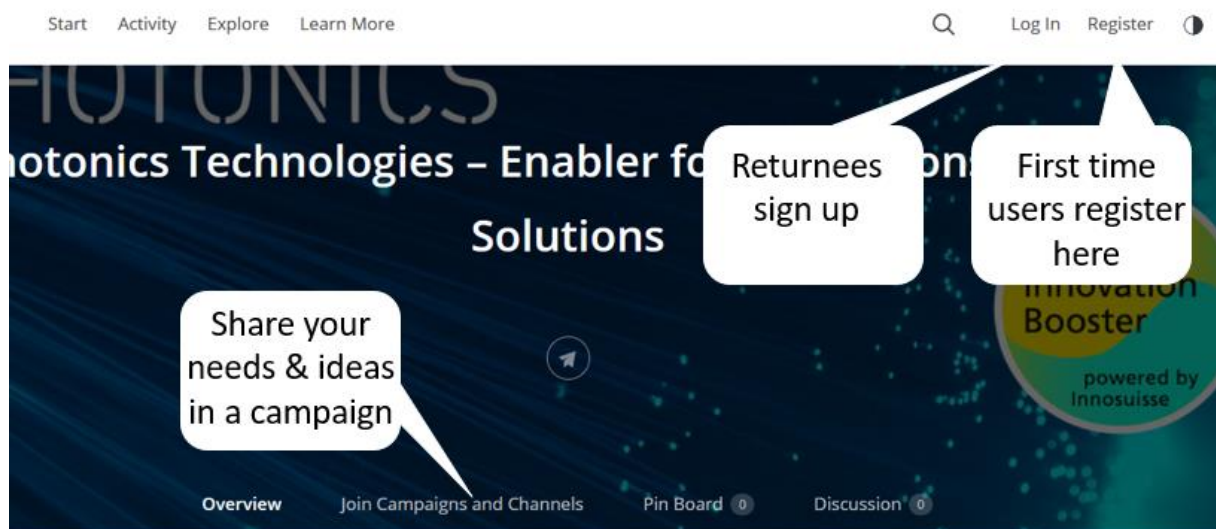 Start Activity Explore Learn More Log In Register
HOTONICS
hotonics Technologies – Enabler
Solutions
Returnees
sign up
First time
users register
here
Innovation
Booster
powered by
Innosuisse
Share your
needs & ideas
in a campaign
Overview Join Campaigns and Channels Pin Board 0 Discussion 0